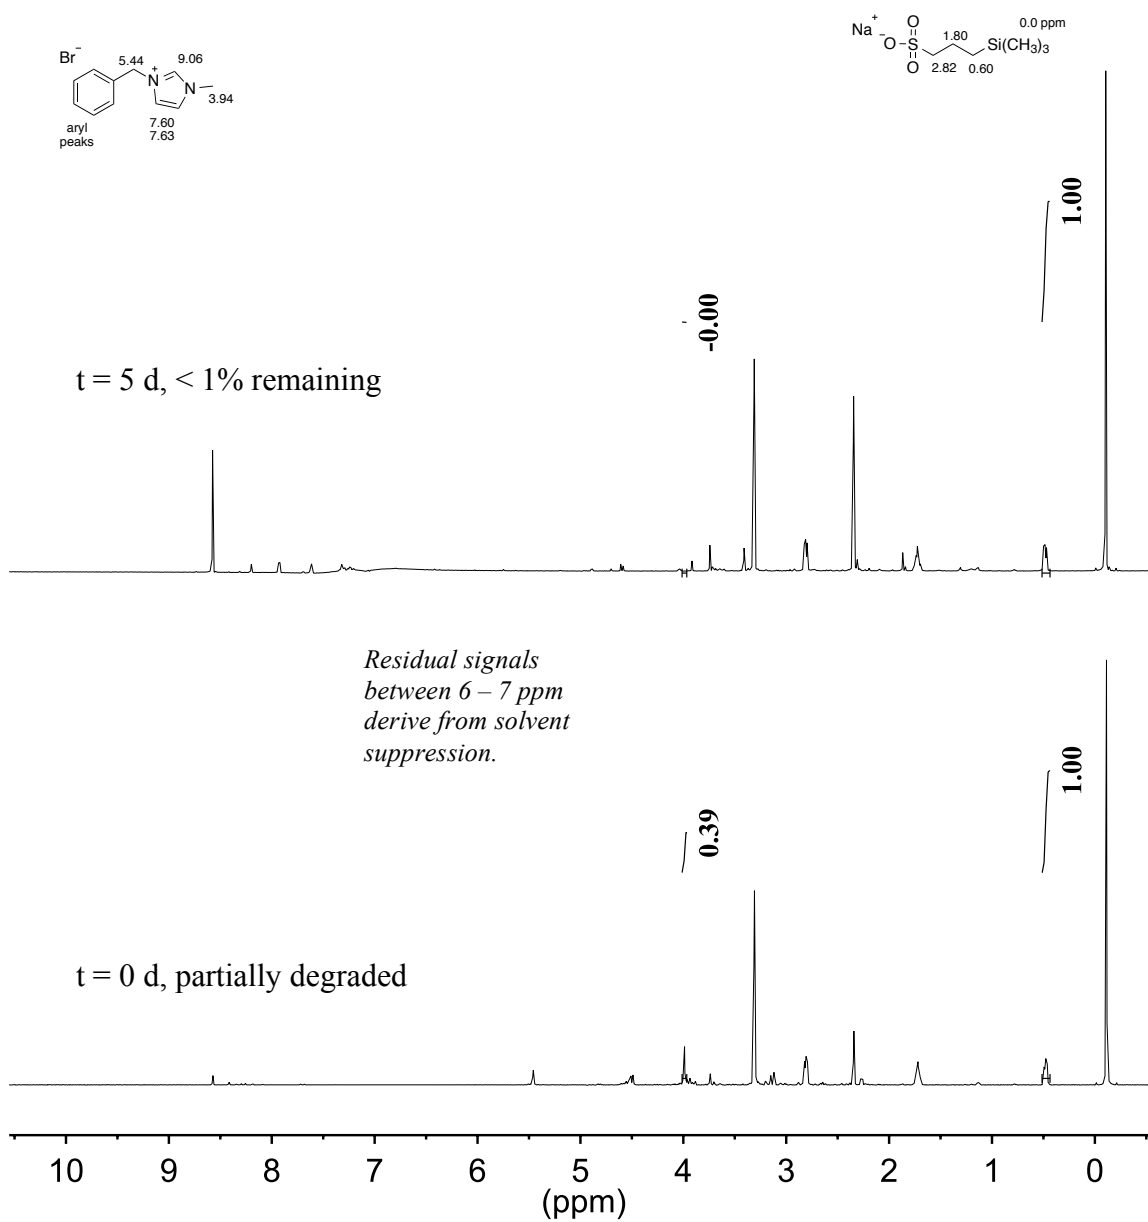 Br−
5.44
9.06
N
+
N
3.94
aryl
peaks
7.60
7.63
Na+
−O
O
S
O
1.80
2.82
0.60
Si(CH3)3
0.0 ppm
1.00
-0.00
t = 5 d, < 1% remaining
Residual signals
between 6 – 7 ppm
derive from solvent
suppression.
1.00
0.39
t = 0 d, partially degraded
10 9 8 7 6 5 4 3 2 1 0
(ppm)